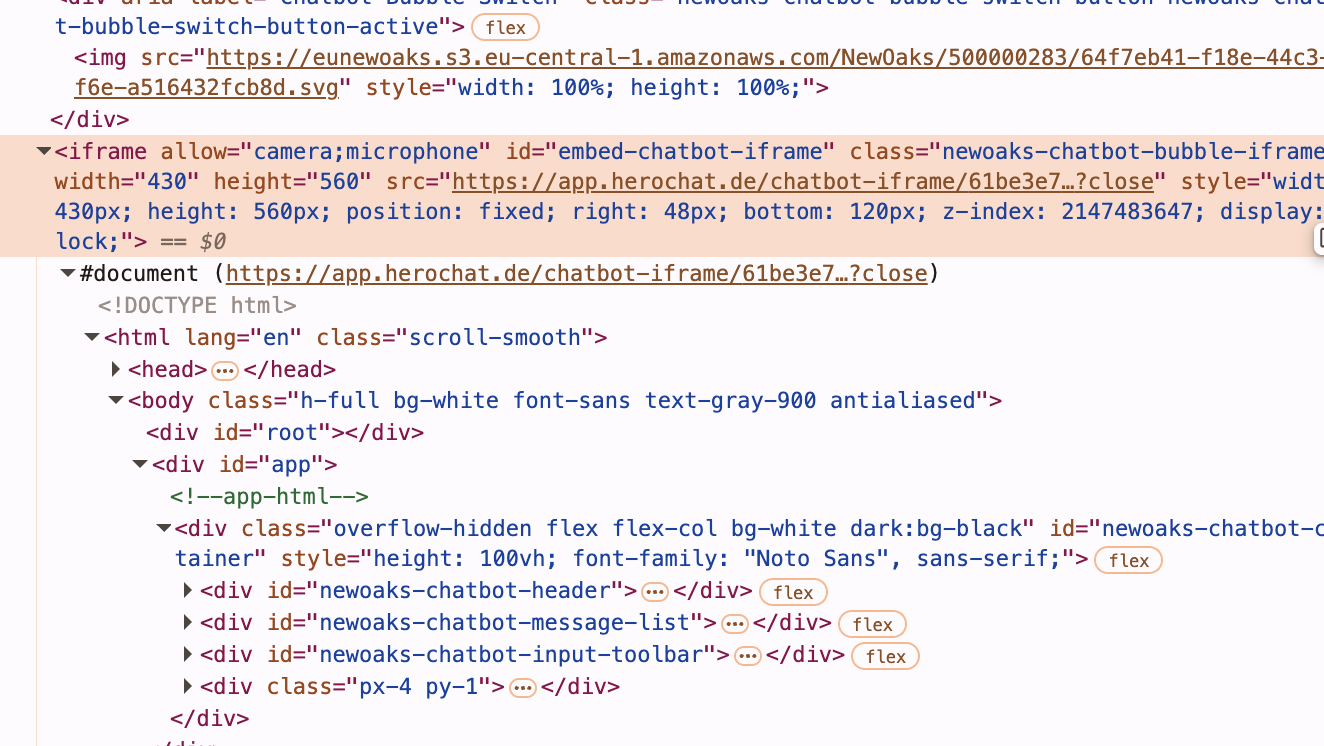 <div aria-label="Chatbot Bubble Switch" class="newoaks-chatbot-bubble-switch-button newoaks-chat
t-bubble-switch-button-active"> flex
<img src="https://eunewoaks.s3.eu-central-1.amazonaws.com/NewOaks/500000283/64f7eb41-f18e-44c3-
f6e-a516432fcb8d.svg" style="width: 100%; height: 100%;">
</div>
<iframe allow="camera;microphone" id="embed-chatbot-iframe" class="newoaks-chatbot-bubble-iframe
width="430" height="560" src="https://app.herochat.de/chatbot-iframe/61be3e7…?close" style="widt
430px; height: 560px; position: fixed; right: 48px; bottom: 120px; z-index: 2147483647; display:
lock;"> == $0
#document (https://app.herochat.de/chatbot-iframe/61be3e7…?close)
<!DOCTYPE html>
<html lang="en" class="scroll-smooth">
<head> … </head>
<body class="h-full bg-white font-sans text-gray-900 antialiased">
<div id="root"></div>
<div id="app">
<!--app-html-->
<div class="overflow-hidden flex flex-col bg-white dark:bg-black" id="newoaks-chatbot-c
tainer" style="height: 100vh; font-family: "Noto Sans", sans-serif;"> flex
<div id="newoaks-chatbot-header"> … </div> flex
<div id="newoaks-chatbot-message-list"> … </div> flex
<div id="newoaks-chatbot-input-toolbar"> … </div> flex
<div class="px-4 py-1"> … </div>
</div>